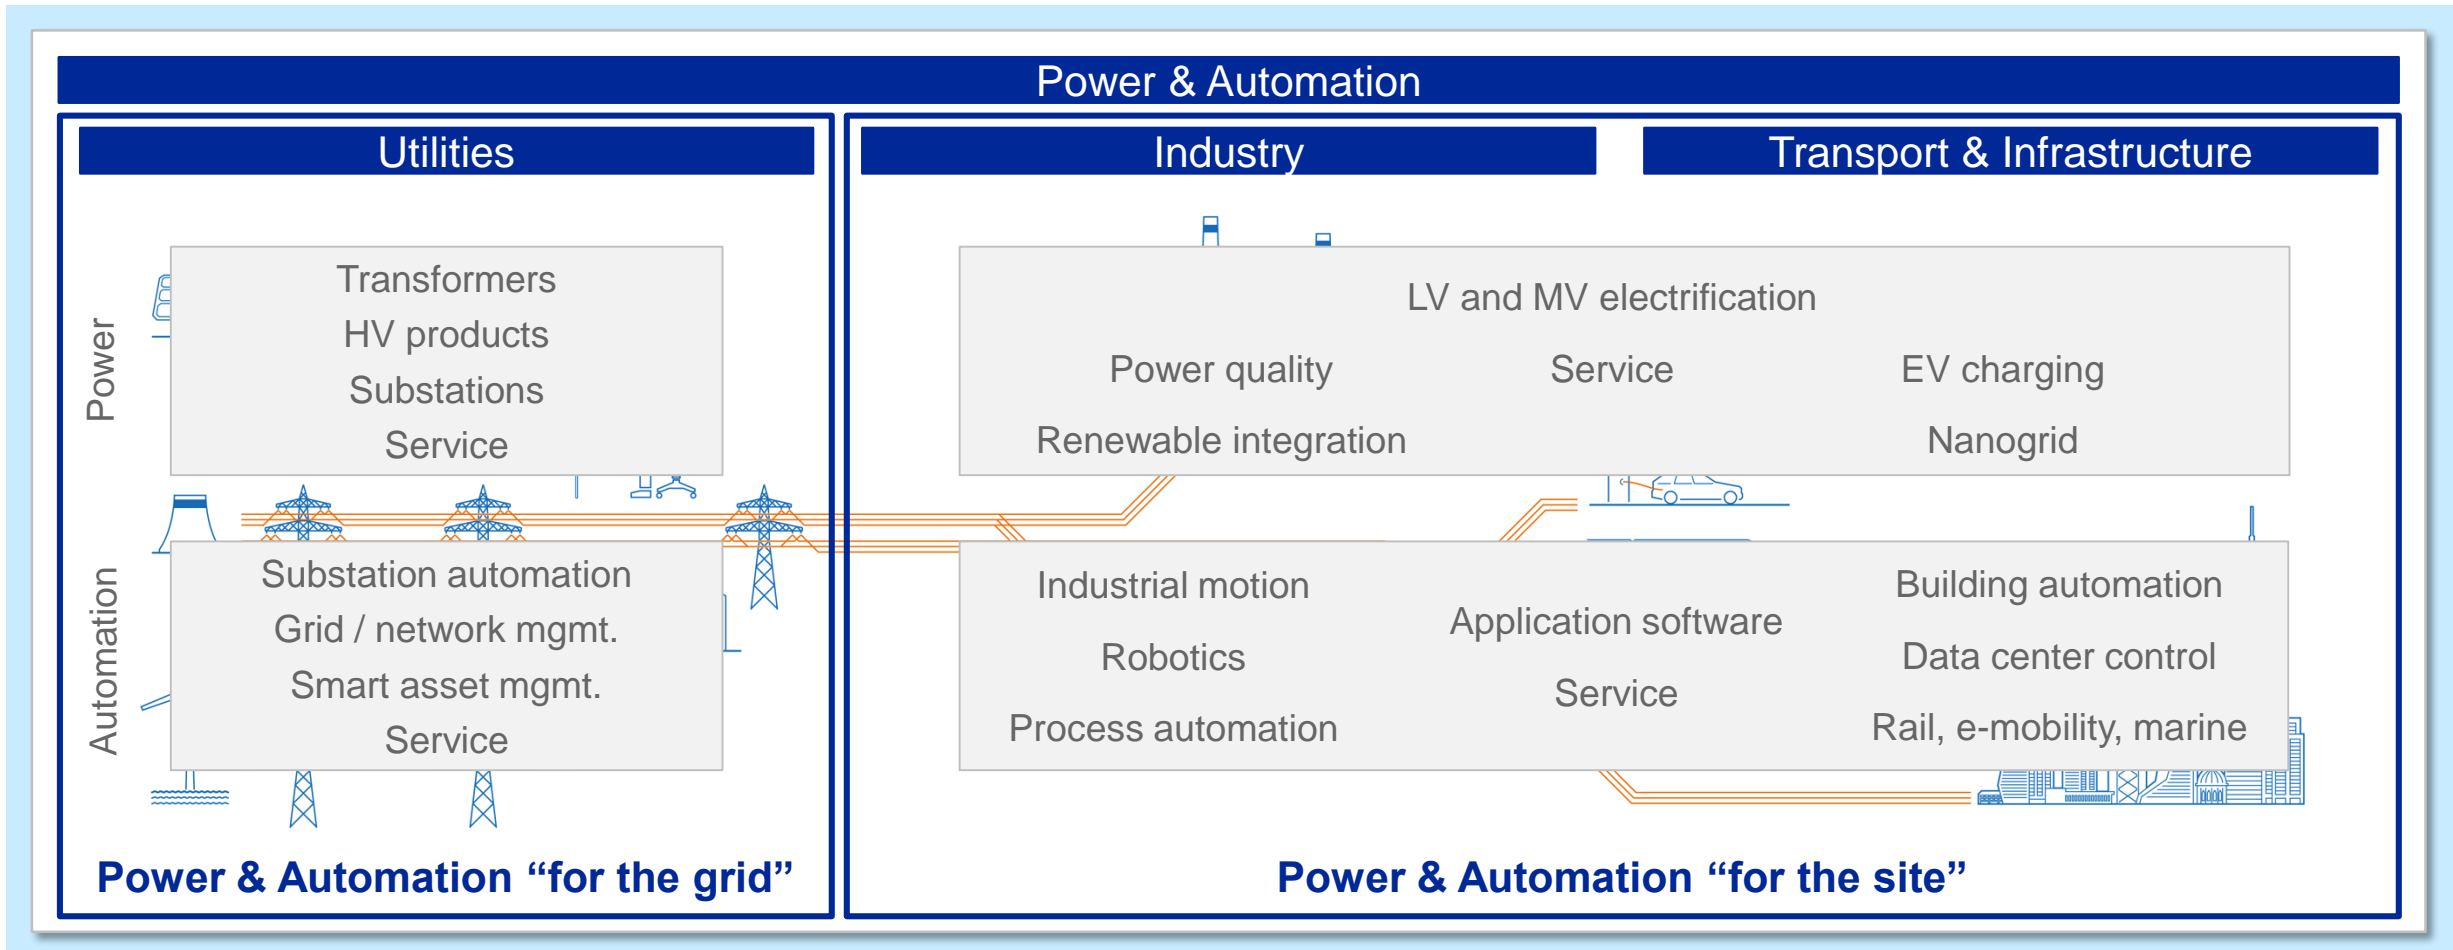 Power & Automation
Utilities
Industry
Transport & Infrastructure
Power
Transformers
HV products
Substations
Service
LV and MV electrification
Power quality
Service
EV charging
Renewable integration
Nanogrid
Automation
Substation automation
Grid / network mgmt.
Smart asset mgmt.
Service
Industrial motion
Robotics
Process automation
Application software
Service
Building automation
Data center control
Rail, e-mobility, marine
Power & Automation “for the grid”
Power & Automation “for the site”